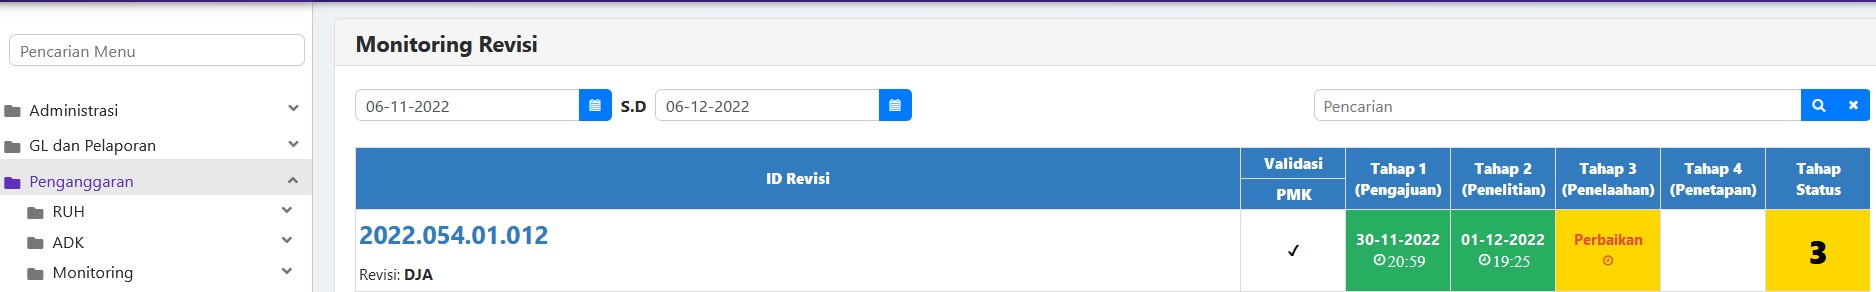 Pencarian Menu
Administrasi
GL dan Pelaporan
Penganggaran
RUH
ADK
Monitoring
Monitoring Revisi
06-11-2022 S.D 06-12-2022
Pencarian
ID Revisi
Validasi
PMK
Tahap 1
(Pengajuan)
Tahap 2
(Penelitian)
Tahap 3
(Penelaahan)
Tahap 4
(Penetapan)
Tahap
Status
2022.054.01.012
Revisi: DJA
✓
30-11-2022
20:59
01-12-2022
19:25
Perbaikan
3